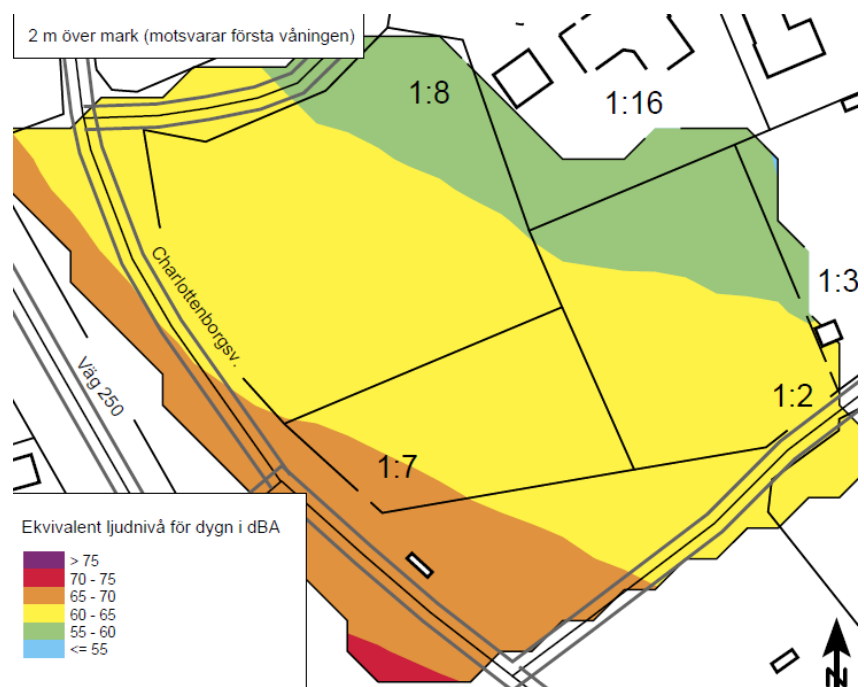 2 m över mark (motsvarar första våningen)
1:8
1:16
1:3
Charlottenborgsv.
Väg 250
1:2
1:7
Ekvivalent ljudnivå för dygn i dBA
> 75
70 - 75
65 - 70
60 - 65
55 - 60
<= 55
N